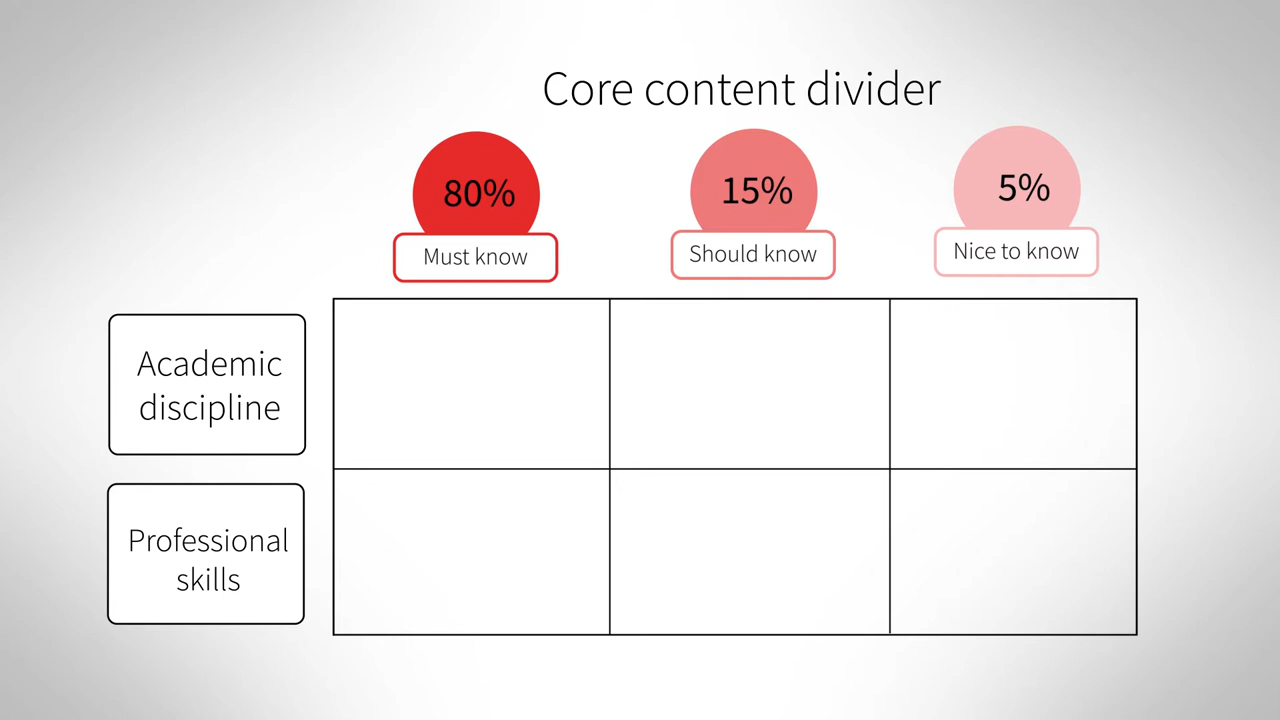 Core content divider
80%
15%
5%
Must know
Should know
Nice to know
Academic
discipline
Professional
skills